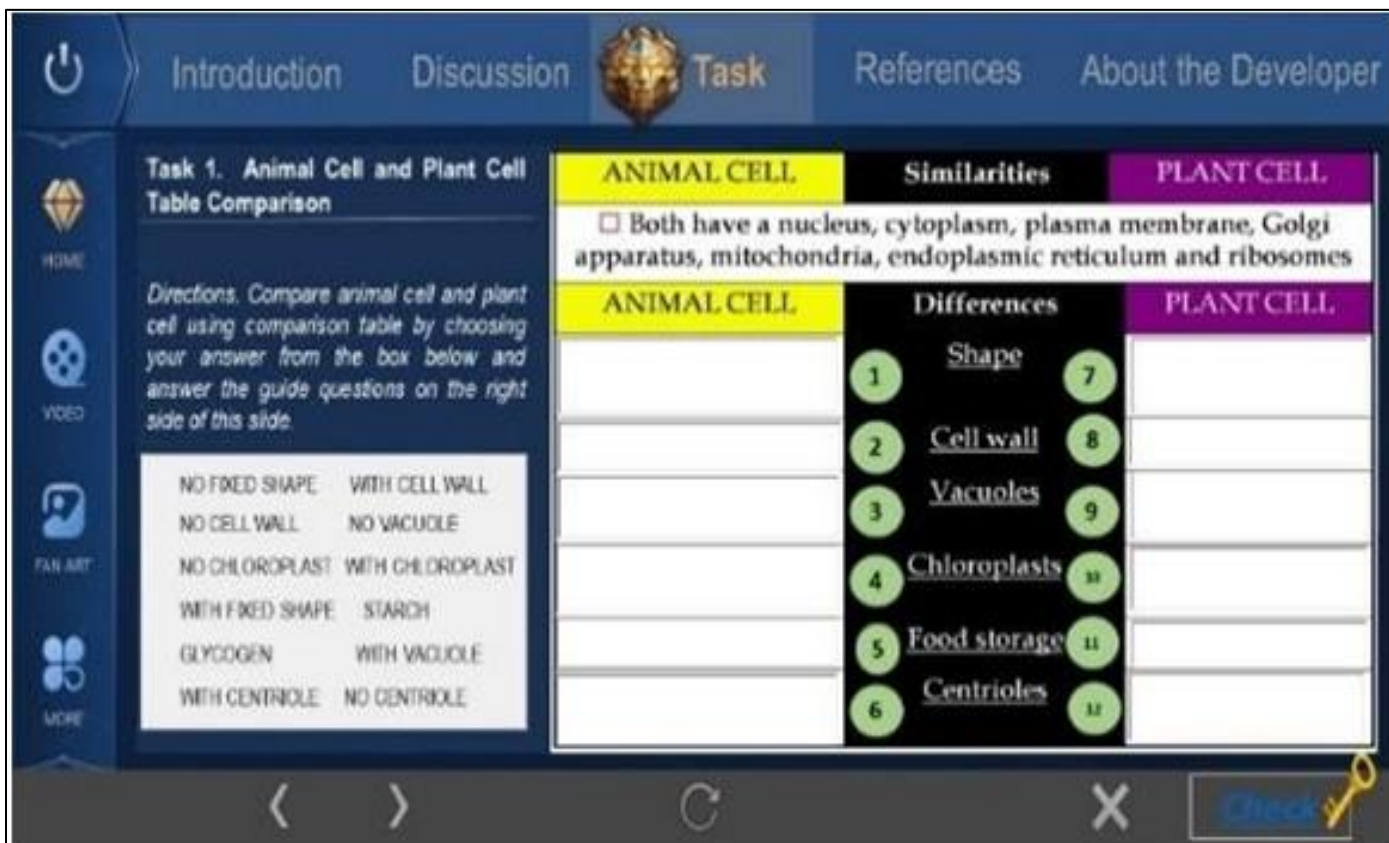 Introduction
Discussion
Task
References
About the Developer
HOME
VIDEO
FAN ART
MORE
Task 1. Animal Cell and Plant Cell
Table Comparison
Directions. Compare animal cell and plant
cell using comparison table by choosing
your answer from the box below and
answer the guide questions on the right
side of this slide.
NO FIXED SHAPE WITH CELL WALL
NO CELL WALL NO VACUOLE
NO CHLOROPLAST WITH CHLOROPLAST
WITH FIXED SHAPE STARCH
GLYCOGEN WITH VACUOLE
WITH CENTRIOLE NO CENTRIOLE
ANIMAL CELL Similarities PLANT CELL
Both have a nucleus, cytoplasm, plasma membrane, Golgi
apparatus, mitochondria, endoplasmic reticulum and ribosomes
ANIMAL CELL Differences PLANT CELL
1 Shape 7
2 Cell wall 8
3 Vacuoles 9
4 Chloroplasts 10
5 Food storage 11
6 Centrioles 12
Check